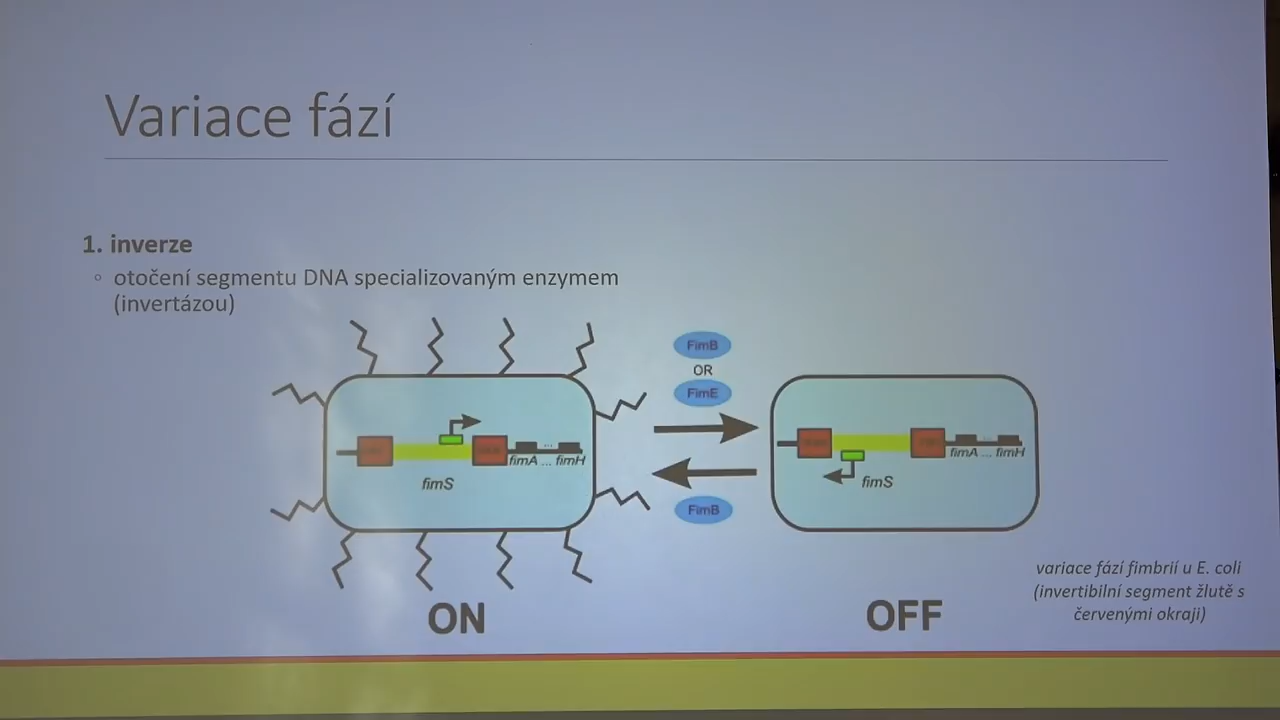 Variace fází
1. inverze
◦ otočení segmentu DNA specializovaným enzymem
(invertázou)
FimB
OR
FimE
FimB
fimS
fimA ... fimH
fimS
fimA ... fimH
ON
OFF
variace fází fimbrií u E. coli
(invertibilní segment žlutě s
červenými okraji)